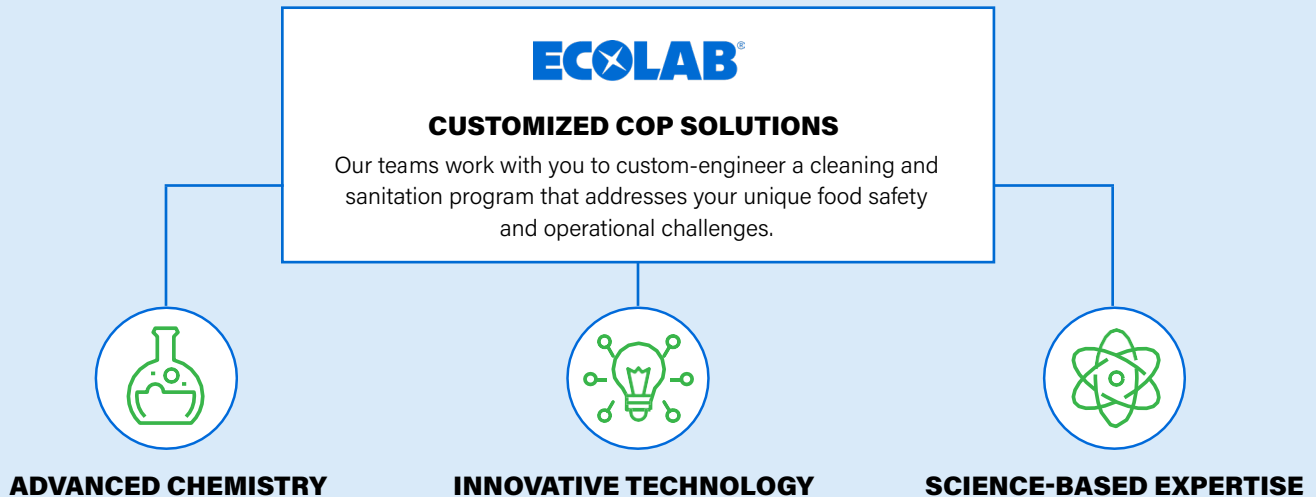 ECOLAB®
CUSTOMIZED COP SOLUTIONS
Our teams work with you to custom-engineer a cleaning and
sanitation program that addresses your unique food safety
and operational challenges.
ADVANCED CHEMISTRY
INNOVATIVE TECHNOLOGY
SCIENCE-BASED EXPERTISE